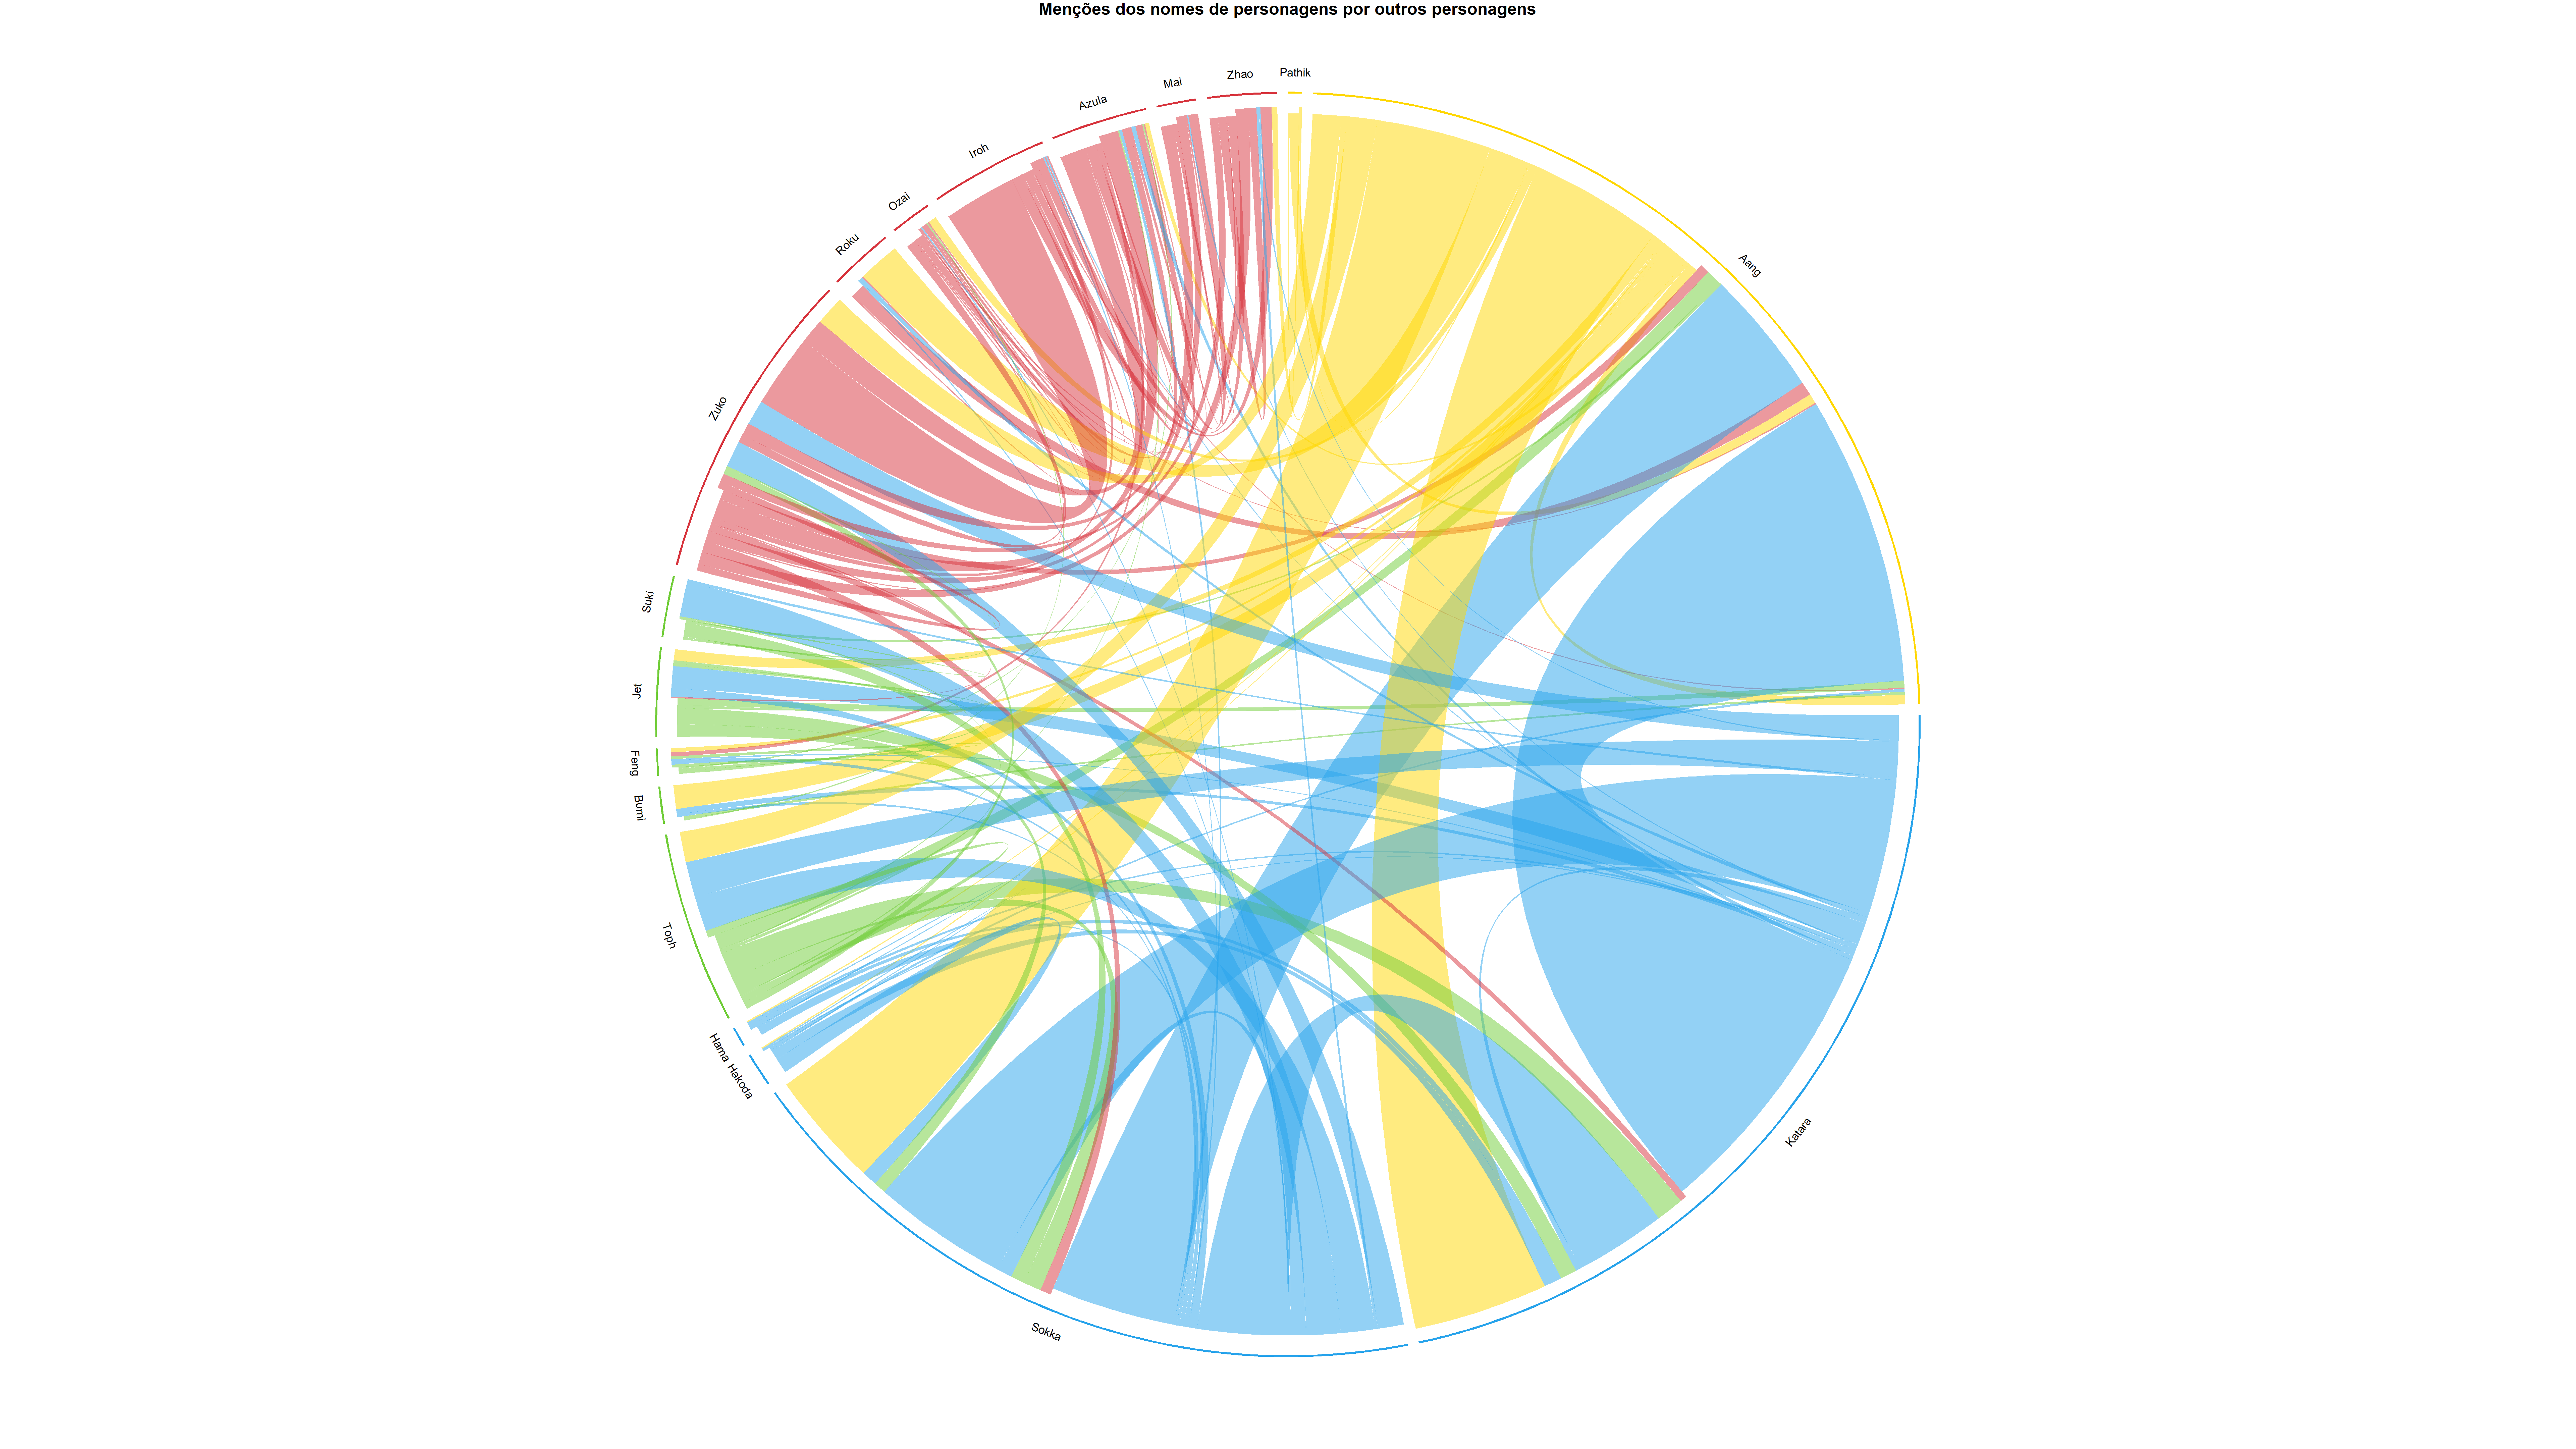 Menções dos nomes de personagens por outros personagens
Pathik
Zhao
Mai
Azula
Iroh
Ozai
Roku
Aang
Zuko
Suki
Jet
Feng
Bumi
Toph
Hama
Hakoda
Katara
Sokka